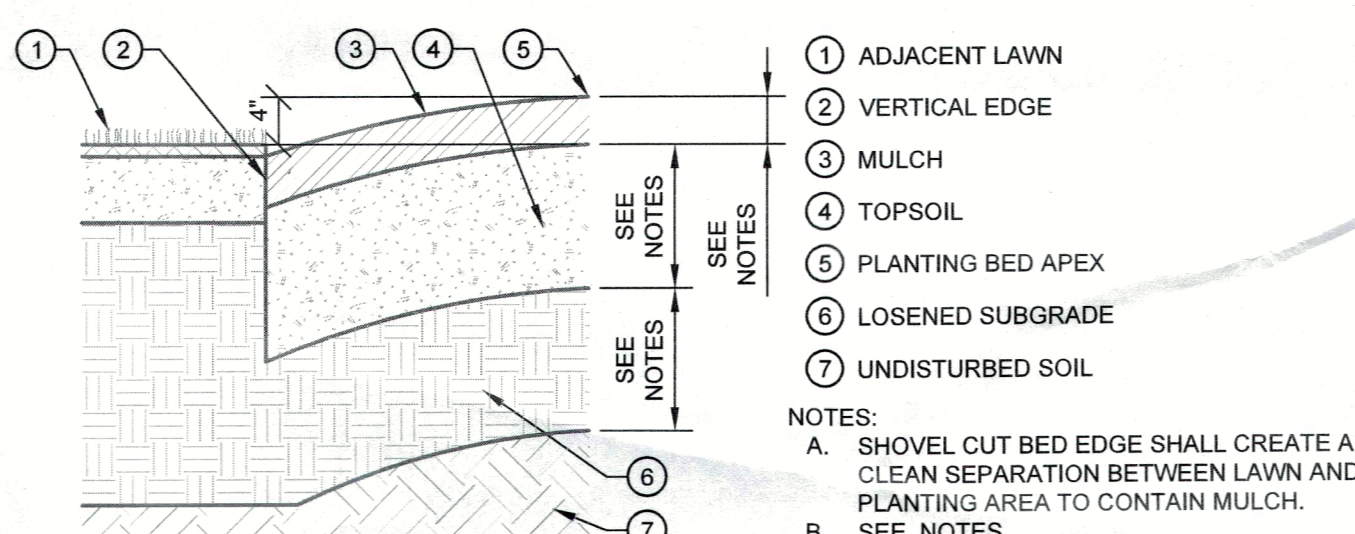 1 2 3 4 5
4"
SEE
NOTES
SEE
NOTES
SEE
NOTES
6
7
1 ADJACENT LAWN
2 VERTICAL EDGE
3 MULCH
4 TOPSOIL
5 PLANTING BED APEX
6 LOSENED SUBGRADE
7 UNDISTURBED SOIL
NOTES:
A. SHOVEL CUT BED EDGE SHALL CREATE A
CLEAN SEPARATION BETWEEN LAWN AND
PLANTING AREA TO CONTAIN MULCH.
B. SEE NOTES